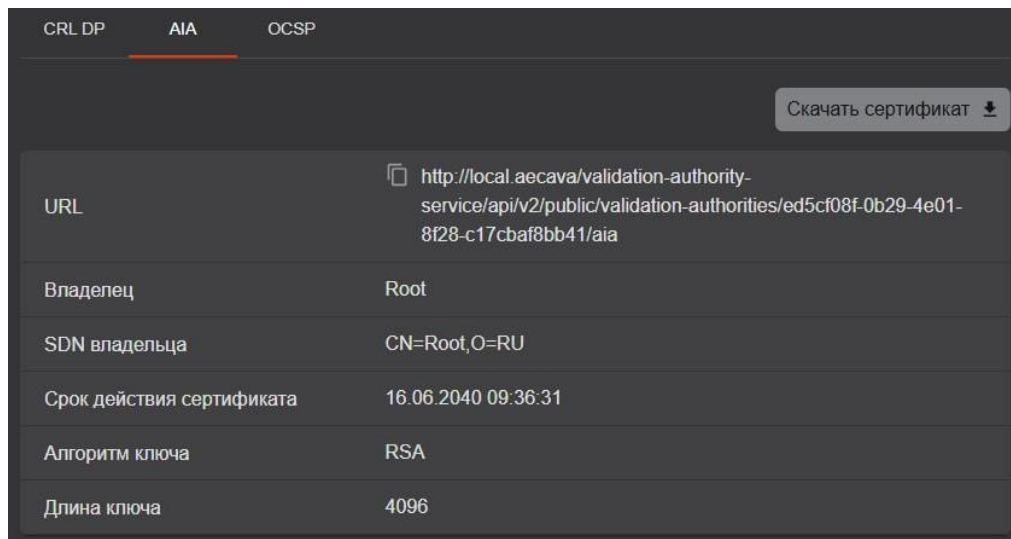 CRL DP AIA OCSP
Скачать сертификат
URL
http://local.aecava/validation-authority-
service/api/v2/public/validation-authorities/ed5cf08f-0b29-4e01-
8f28-c17cbaf8bb41/aia
Владелец Root
SDN владельца CN=Root,O=RU
Срок действия сертификата 16.06.2040 09:36:31
Алгоритм ключа RSA
Длина ключа 4096